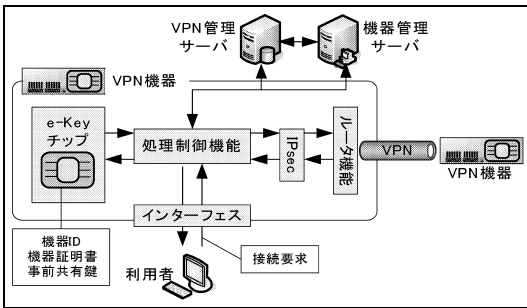 VPN管理
サーバ
機器管理
サーバ
VPN機器
e-Key
チップ
処理制御機能
IPsec
ルータ機能
VPN
VPN機器
インターフェス
機器ID
機器証明書
事前共有鍵
利用者
接続要求